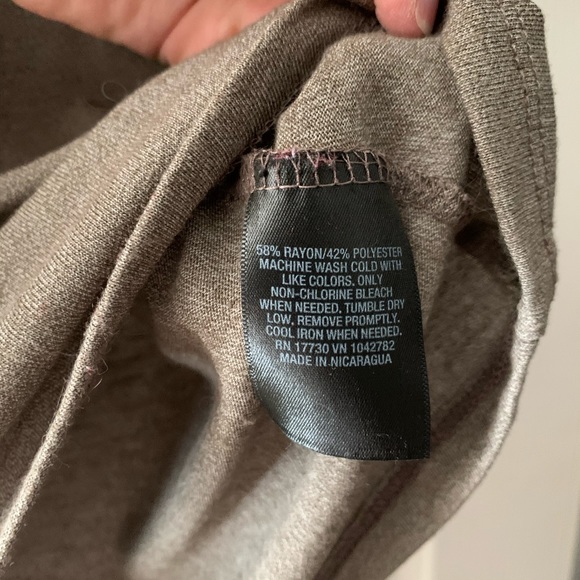 58% RAYON/42% POLYESTER
MACHINE WASH COLD WITH
LIKE COLORS. ONLY
NON-CHLORINE BLEACH
WHEN NEEDED. TUMBLE DRY
LOW. REMOVE PROMPTLY.
COOL IRON WHEN NEEDED.
RN 17730 VN 1042782
MADE IN NICARAGUA